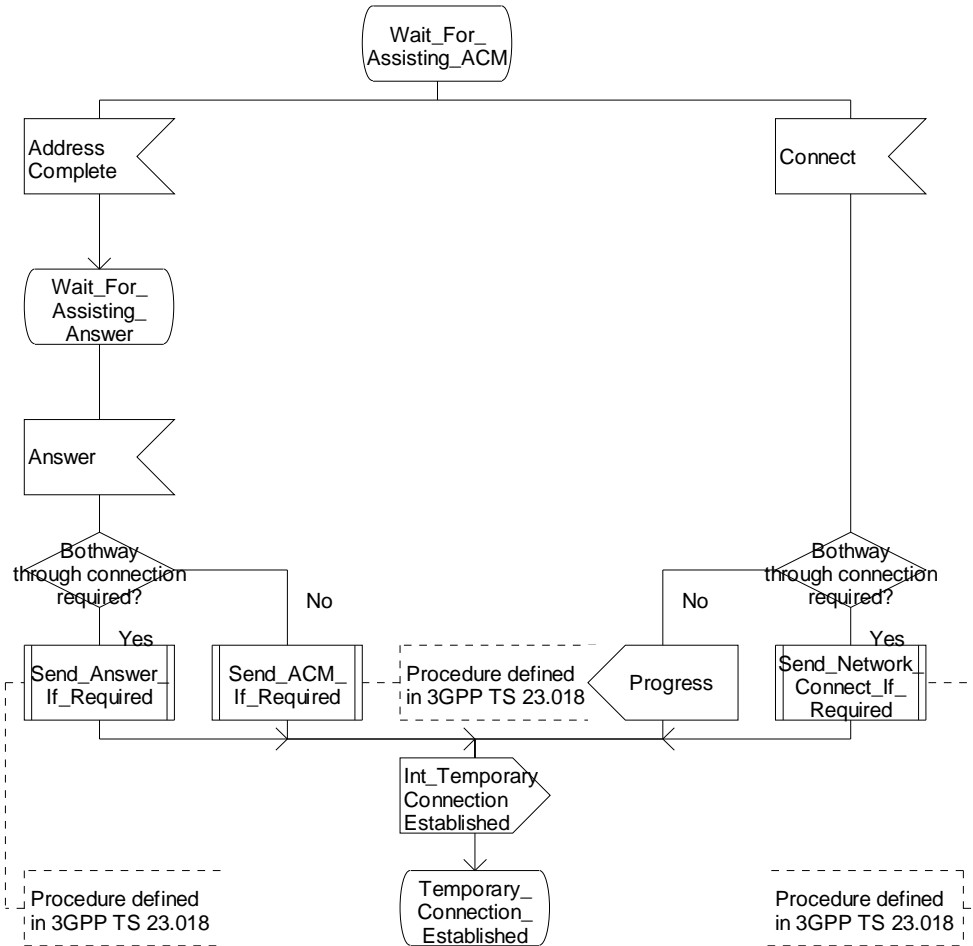 Wait_For_
Assisting_ACM
Address
Complete
Connect
Wait_For_
Assisting_
Answer
Answer
Bothway
through connection
required?
Bothway
through connection
required?
No
No
Yes
Yes
Send_Answer_
If_Required
Send_ACM_
If_Required
Procedure defined
in 3GPP TS 23.018
Progress
Send_Network_
Connect_If_
Required
Int_Temporary
Connection
Established
Procedure defined
in 3GPP TS 23.018
Temporary_
Connection_
Established
Procedure defined
in 3GPP TS 23.018